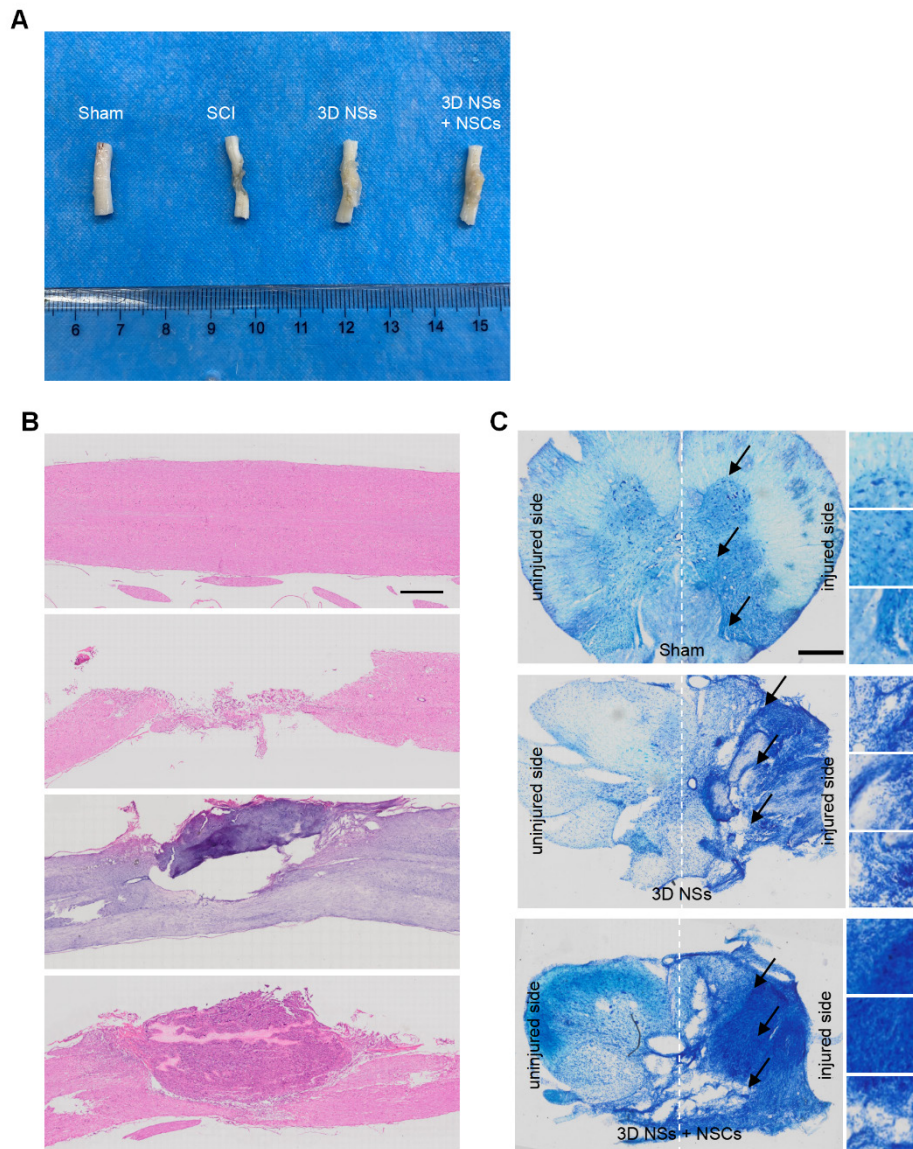 A
Sham
SCI
3D NSs
3D NSs
+ NSCs
6 7 8 9 10 11 12 13 14 15
B
C
uninjured side
injured side
Sham
uninjured side
injured side
3D NSs
uninjured side
injured side
3D NSs + NSCs